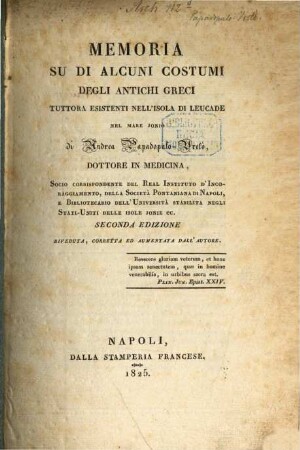 MEMORIA
SU DI ALCUNI COSTUMI
DEGLI ANTICHI GRECI
TUTTORA ESISTENTI NELL'ISOLA DI LEUCADE
NEL MARE JONIO
di Andrea Papadopulo-Vretò,
DOTTORE IN MEDICINA,
Socio corrispondente del Real Instituto d'Inco-
raggiamento, della Società Pontaniana di Napoli,
e Bibliotecario dell'Università stabilita negli
Stati-Uniti delle isole jonie ec.
SECONDA EDIZIONE
RIVEDUTA, CORRETTA ED AUMENTATA DALL'AUTORE.
Reverere gloriam veterem, et hanc
ipsam senectutem, quæ in homine
venerabilis, in urbibus sacra est.
Plin. Jun. Epist. XXIV.
NAPOLI,
DALLA STAMPERIA FRANCESE.
1825.